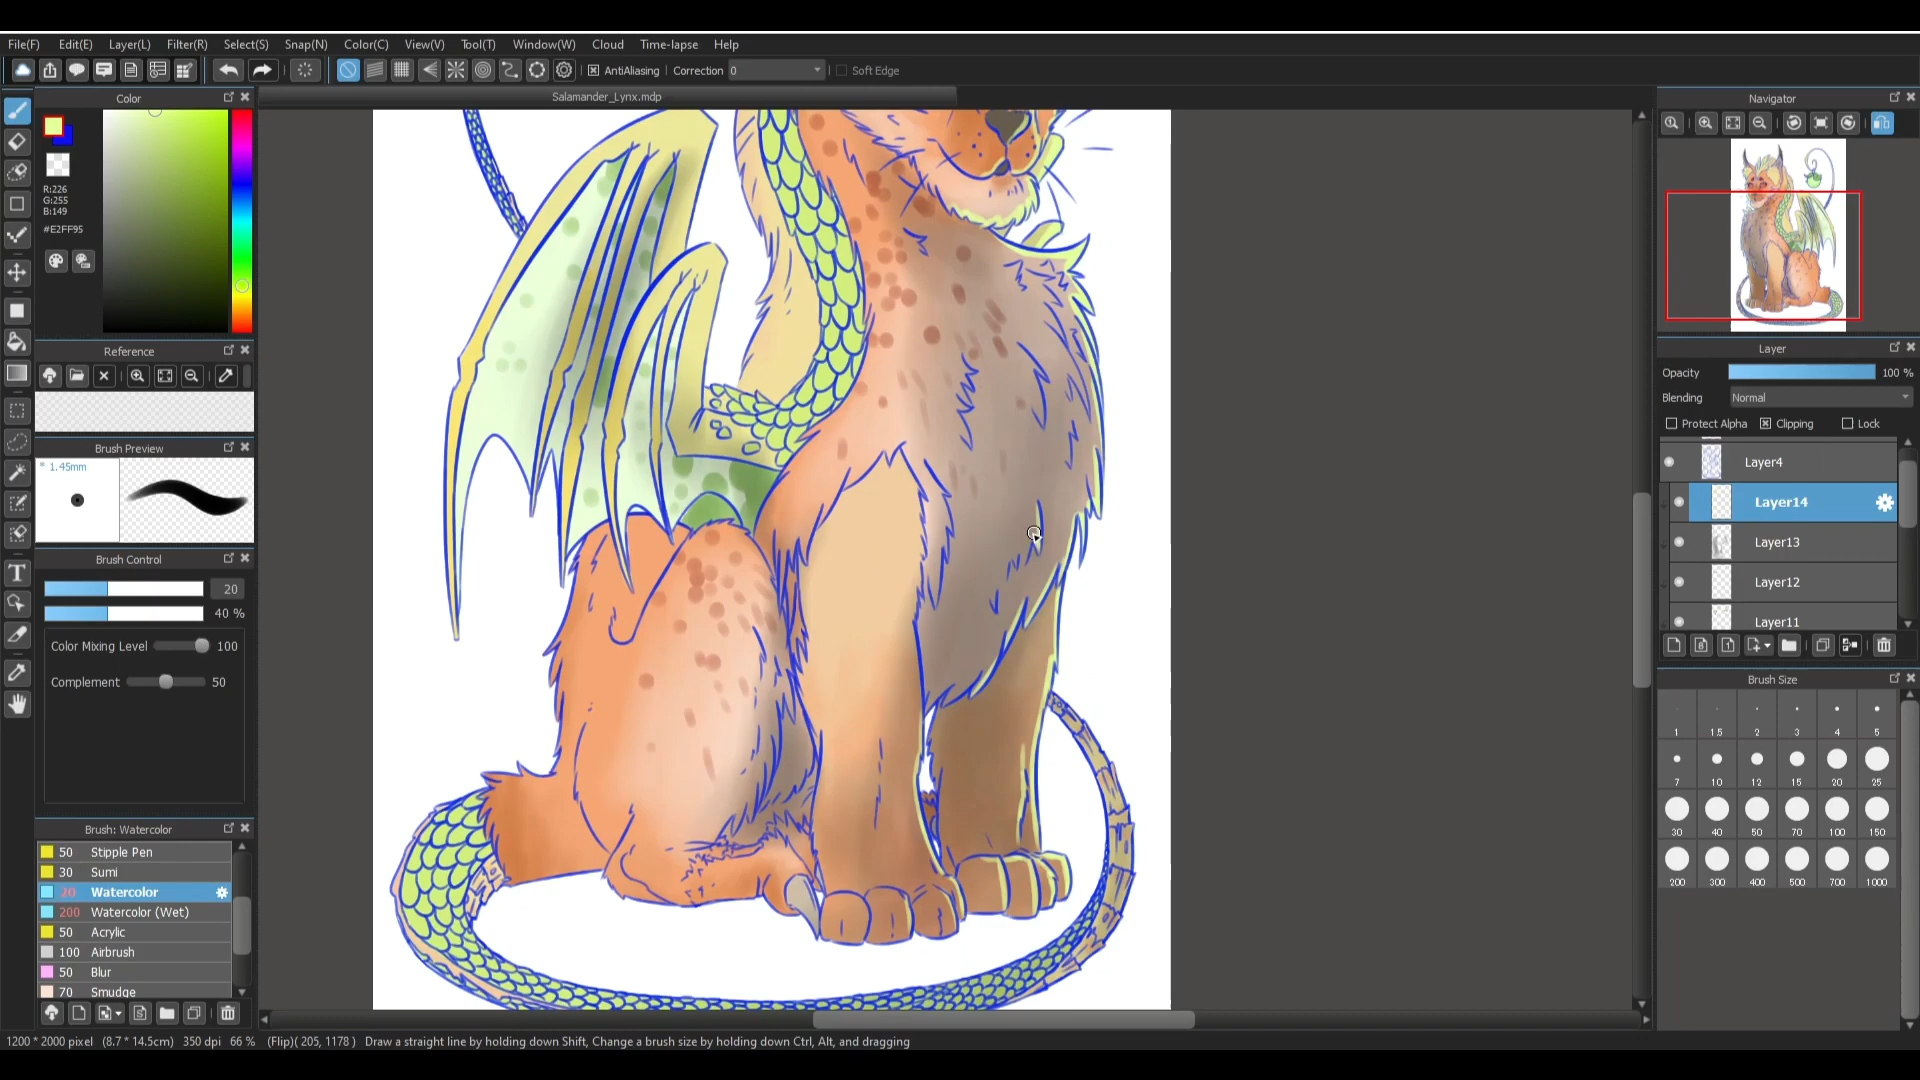 File(F) Edit(E) Layer(L) Filter(R) Select(S) Snap(N) Color(C) View(V) Tool(T) Window(W) Cloud Time-lapse Help
AntiAliasing Correction 0 Soft Edge
Color
R:226
G:255
B:149
#E2FF95
Reference
Brush Preview
* 1.45mm
Brush Control
20
40 %
Color Mixing Level 100
Complement 50
Brush: Watercolor
50 Stipple Pen
30 Sumi
20 Watercolor
200 Watercolor (Wet)
50 Acrylic
100 Airbrush
50 Blur
70 Smudge
Salamander_Lynx.mdp
Navigator
Layer
Opacity 100 %
Blending Normal
Protect Alpha Clipping Lock
Layer4
Layer14
Layer13
Layer12
Layer11
Brush Size
1 1.5 2 3 4 5
7 10 12 15 20 25
30 40 50 70 100 150
200 300 400 500 700 1000
1200 * 2000 pixel (8.7 * 14.5cm) 350 dpi 66 % (Flip)( 205, 1178 ) Draw a straight line by holding down Shift, Change a brush size by holding down Ctrl, Alt, and dragging